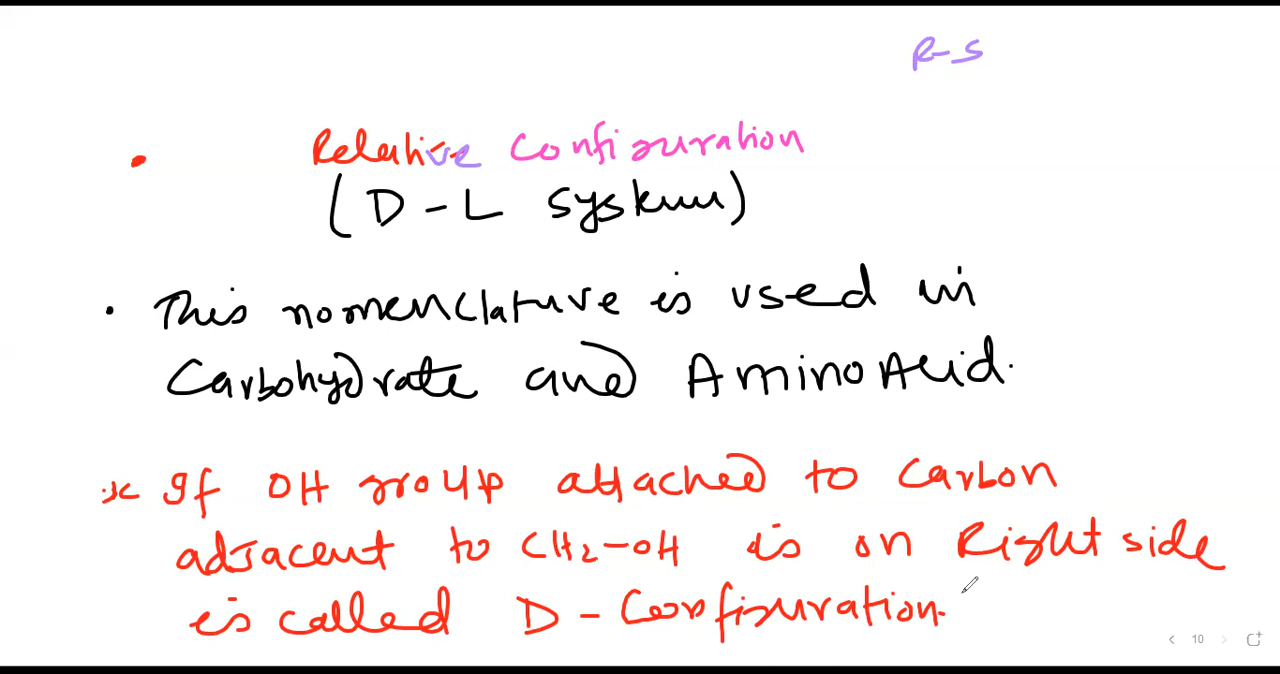 R-S
• Relative Configuration
(D-L System)
• This nomenclature is used in
Carbohydrate and Amino Acid.
* If OH group attached to Carbon
adjacent to CH2-OH is on Right side
is called D-Configuration.
10